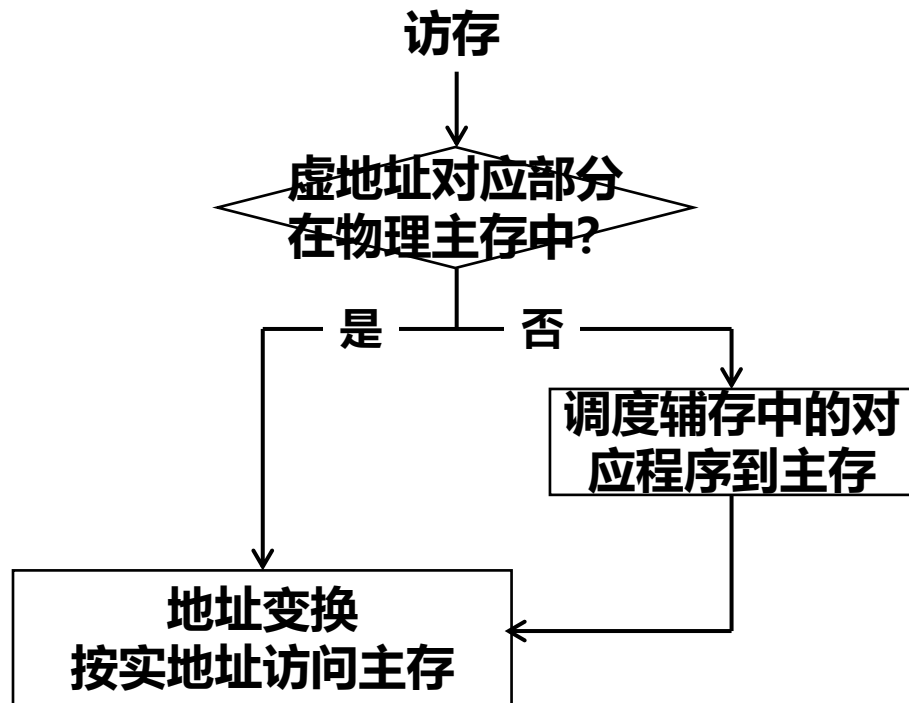 访存
虚地址对应部分
在物理主存中？
是
否
调度辅存中的对
应程序到主存
地址变换
按实地址访问主存